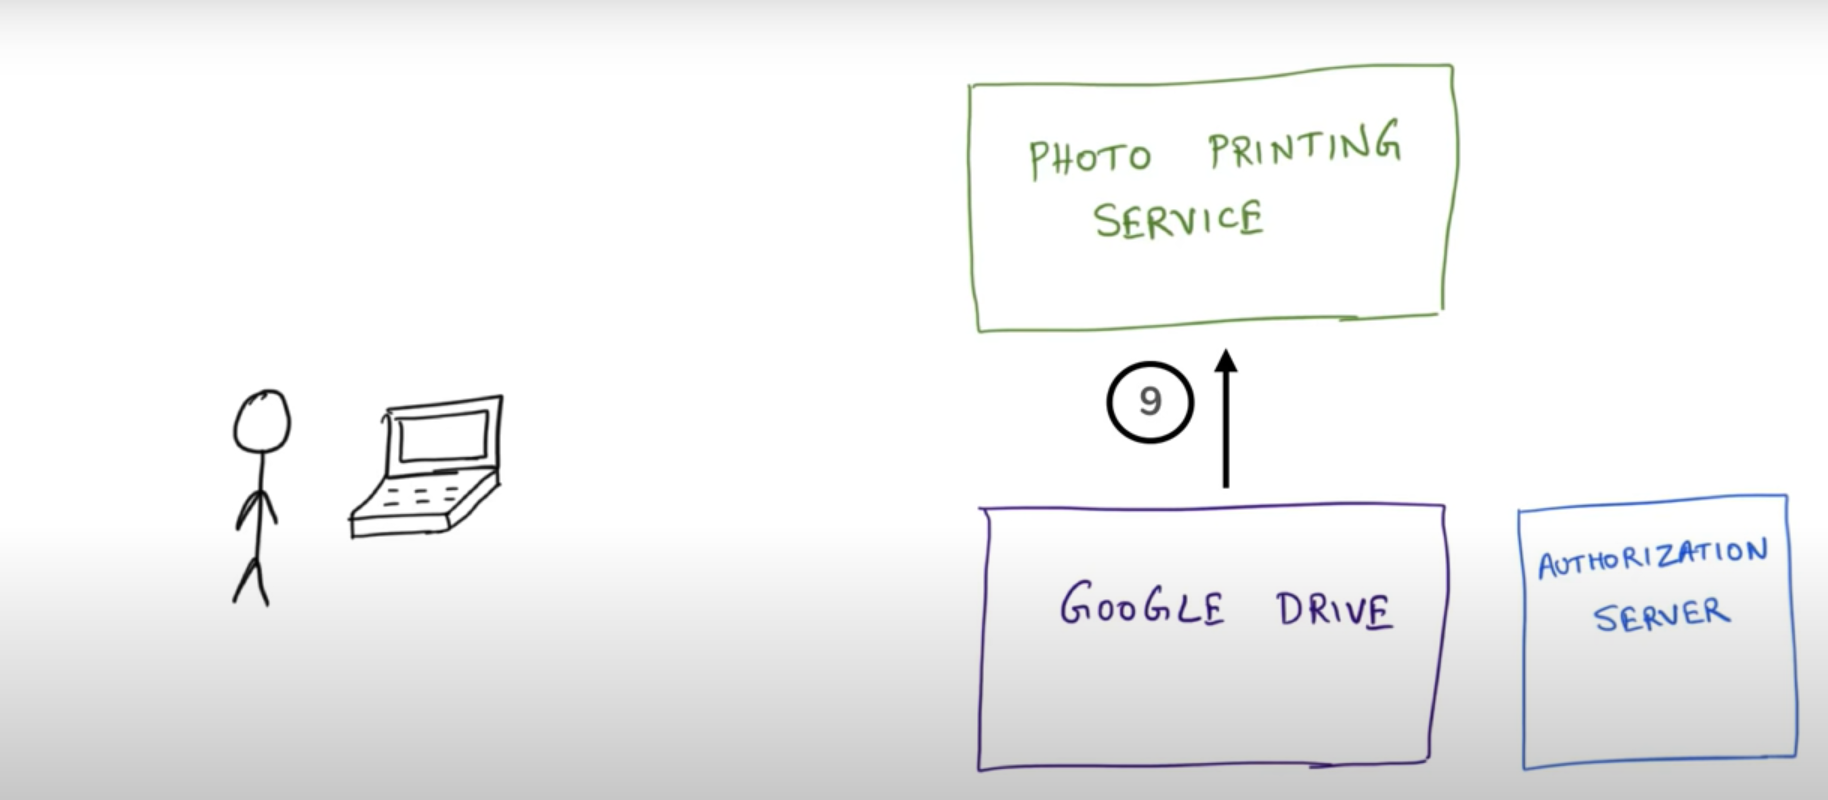 PHOTO PRINTING
SERVICE
9
GOOGLE DRIVE
AUTHORIZATION
SERVER